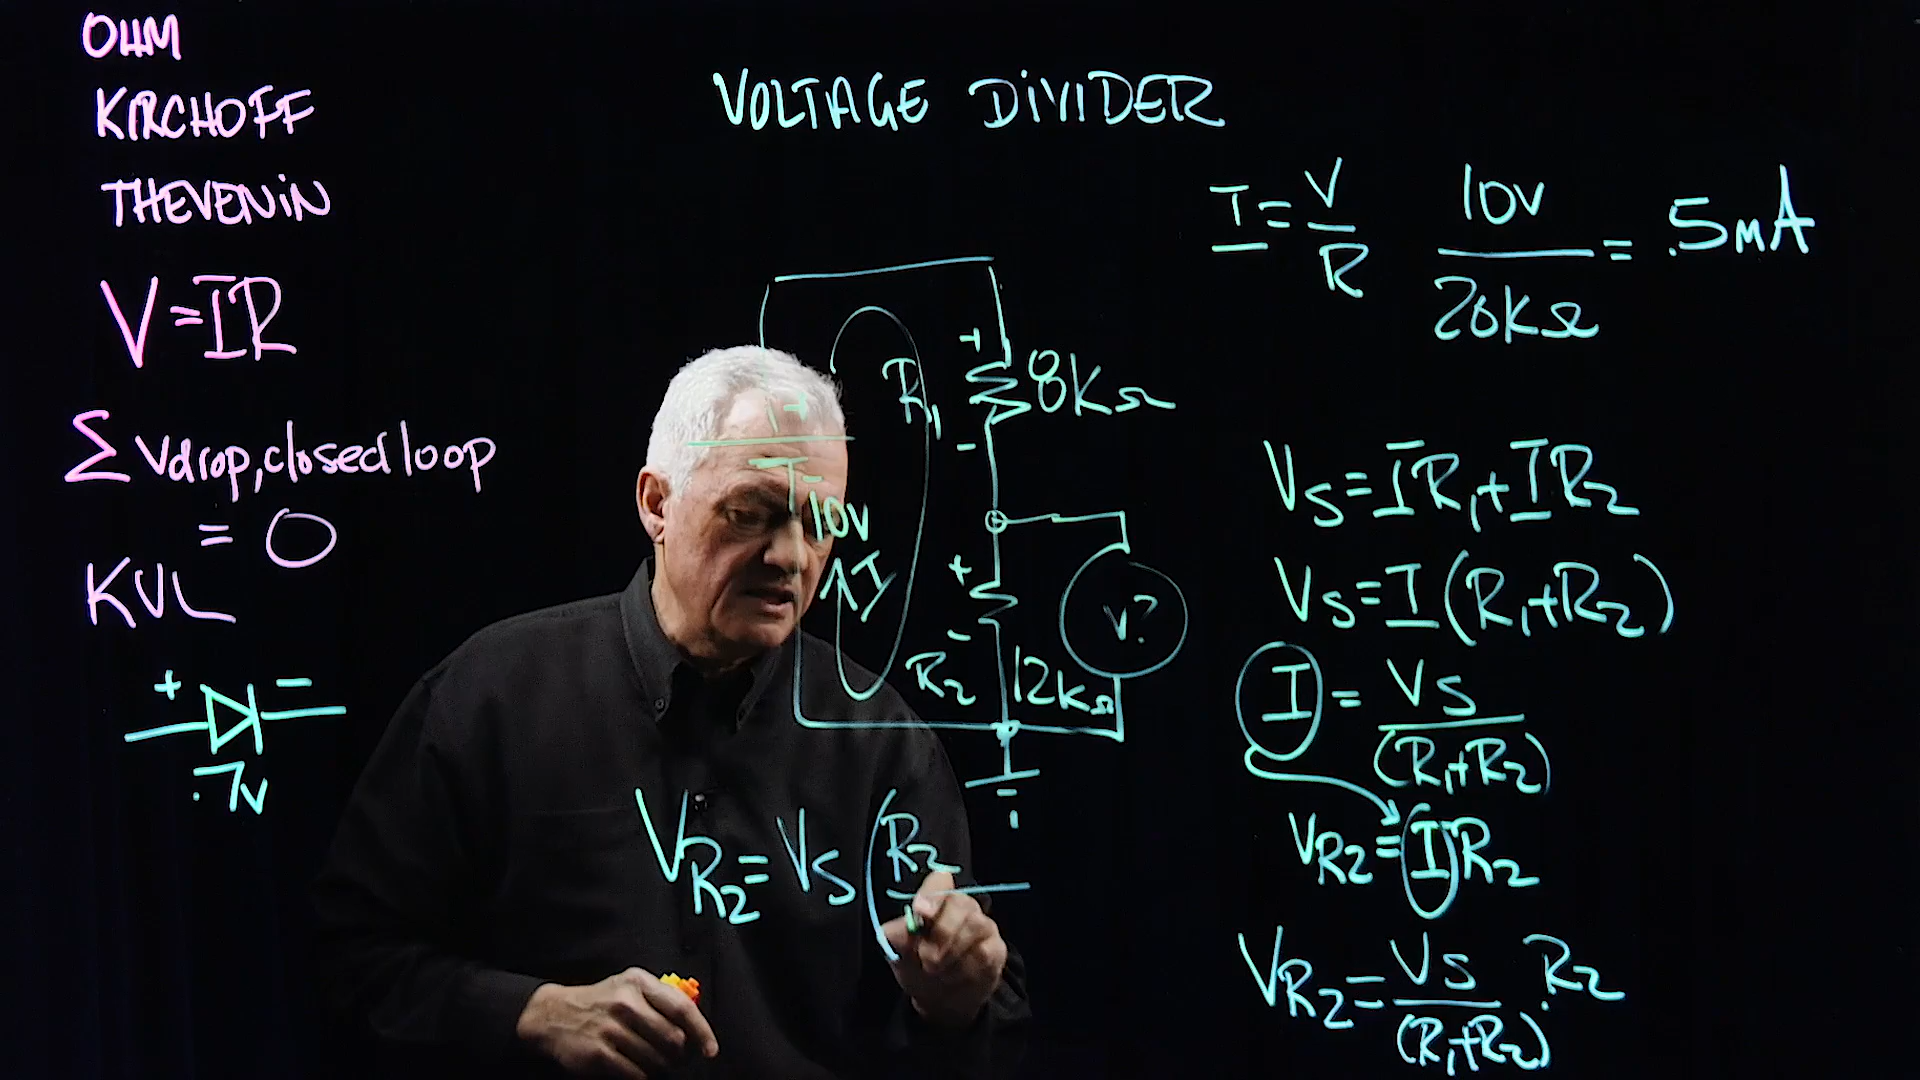 OHM
KIRCHOFF
THEVENIN
V=IR
Σ Vdrop, closed loop
= 0
KVL
+ -
.7V
VOLTAGE DIVIDER
I = V/R 10V/20KΩ = .5mA
+
R1 8KΩ
-
+
-
10V
I
+
V?
-
R2 12KΩ
VS = IR1 + IR2
VS = I(R1+R2)
I = VS/(R1+R2)
VR2 = IR2
VR2 = VS/(R1+R2) · R2
VR2 = VS (R2